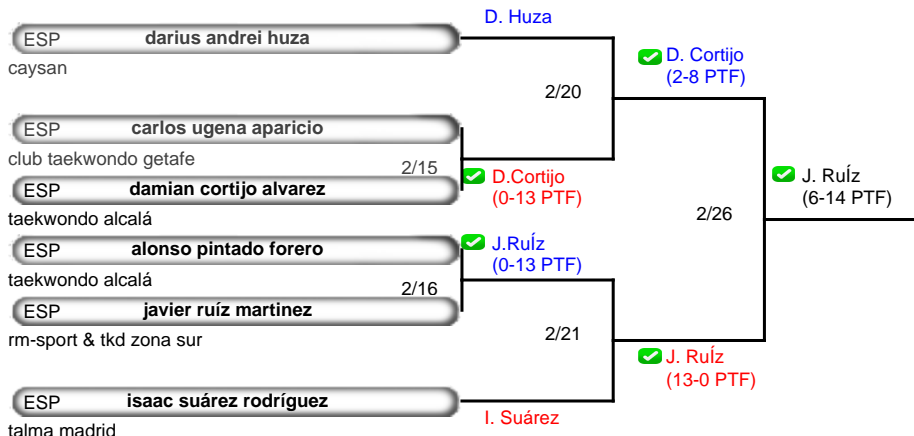 D. Huza
ESP darius andrei huza
caysan
D. Cortijo
(2-8 PTF)
2/20
ESP carlos ugena aparicio
club taekwondo getafe
2/15
D.Cortijo
(0-13 PTF)
ESP damian cortijo alvarez
taekwondo alcalá
J. RuÍz
(6-14 PTF)
2/26
ESP alonso pintado forero
taekwondo alcalá
J.RuÍz
(0-13 PTF)
2/16
ESP javier ruíz martinez
rm-sport & tkd zona sur
2/21
J. RuÍz
(13-0 PTF)
ESP isaac suárez rodríguez
talma madrid
I. Suárez